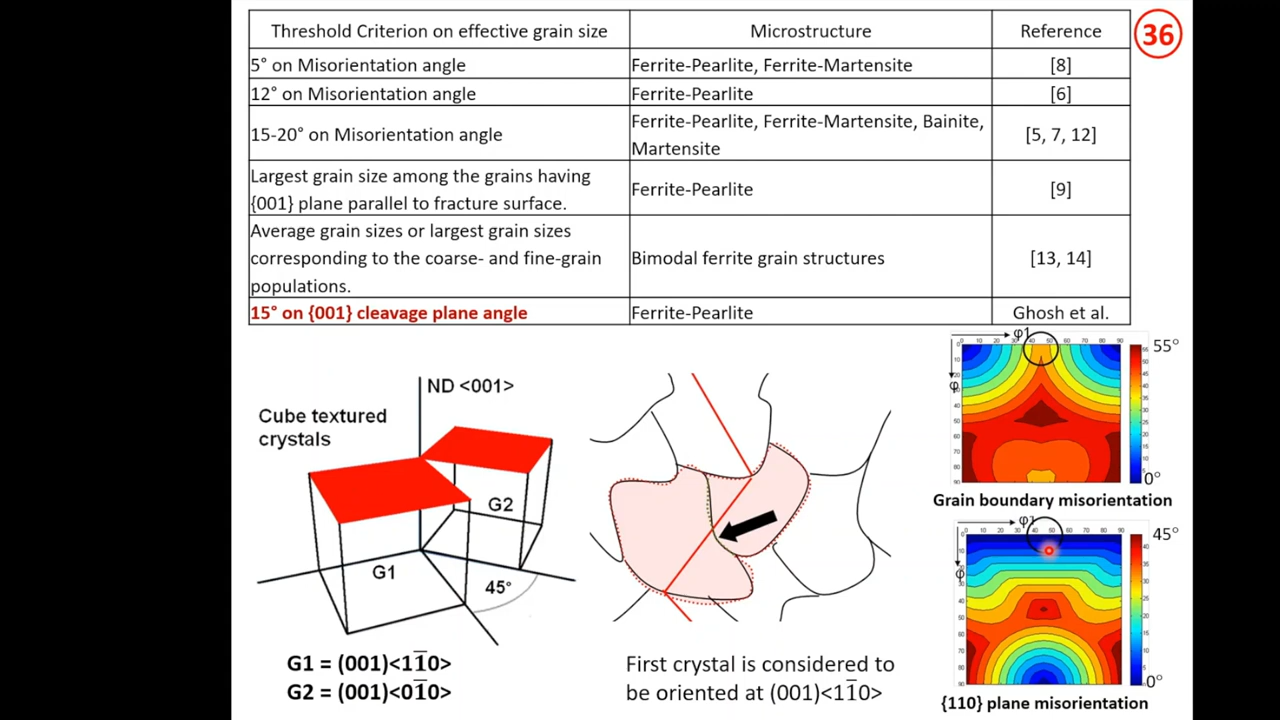 Threshold Criterion on effective grain size Microstructure Reference
36
5° on Misorientation angle Ferrite-Pearlite, Ferrite-Martensite [8]
12° on Misorientation angle Ferrite-Pearlite [6]
15-20° on Misorientation angle Ferrite-Pearlite, Ferrite-Martensite, Bainite, Martensite [5, 7, 12]
Largest grain size among the grains having
{001} plane parallel to fracture surface. Ferrite-Pearlite [9]
Average grain sizes or largest grain sizes
corresponding to the coarse- and fine-grain
populations. Bimodal ferrite grain structures [13, 14]
15° on {001} cleavage plane angle Ferrite-Pearlite Ghosh et al.
ND <001>
Cube textured
crystals
G2
G1
45°
G1 = (001)<11̅0>
G2 = (001)<01̅0>
First crystal is considered to
be oriented at (001)<11̅0>
φ1
φ
55°
0°
Grain boundary misorientation
φ1
φ
45°
0°
{110} plane misorientation